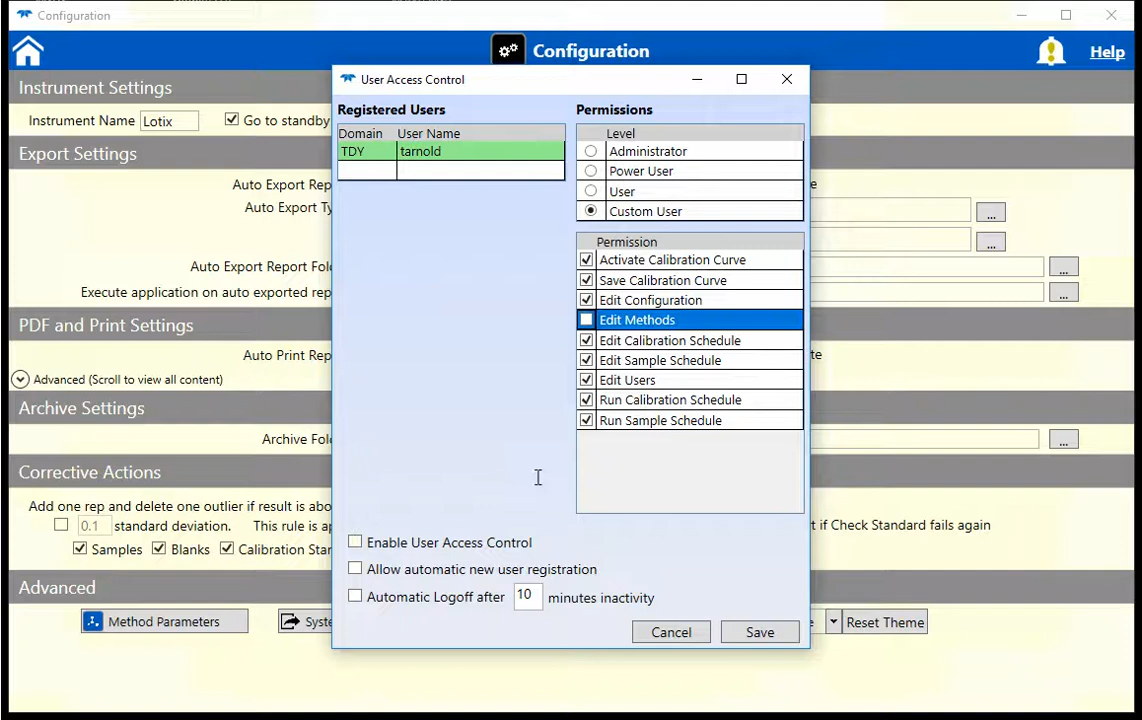 Configuration
Configuration
Help
Instrument Settings
Instrument Name Lotix Go to standby
Export Settings
Auto Export Rep
Auto Export Ty
...
...
Auto Export Report Fold
...
Execute application on auto exported rep
...
PDF and Print Settings
Auto Print Rep
Advanced (Scroll to view all content)
Archive Settings
Archive Fold
...
Corrective Actions
Add one rep and delete one outlier if result is abo
0.1 standard deviation. This rule is ap
t if Check Standard fails again
Samples Blanks Calibration Stan
Advanced
Method Parameters
Syste
e
Reset Theme
User Access Control
Registered Users
Domain User Name
TDY tarnold
Permissions
Level
Administrator
Power User
User
Custom User
Permission
Activate Calibration Curve
Save Calibration Curve
Edit Configuration
Edit Methods
Edit Calibration Schedule
Edit Sample Schedule
Edit Users
Run Calibration Schedule
Run Sample Schedule
Enable User Access Control
Allow automatic new user registration
Automatic Logoff after 10 minutes inactivity
Cancel
Save